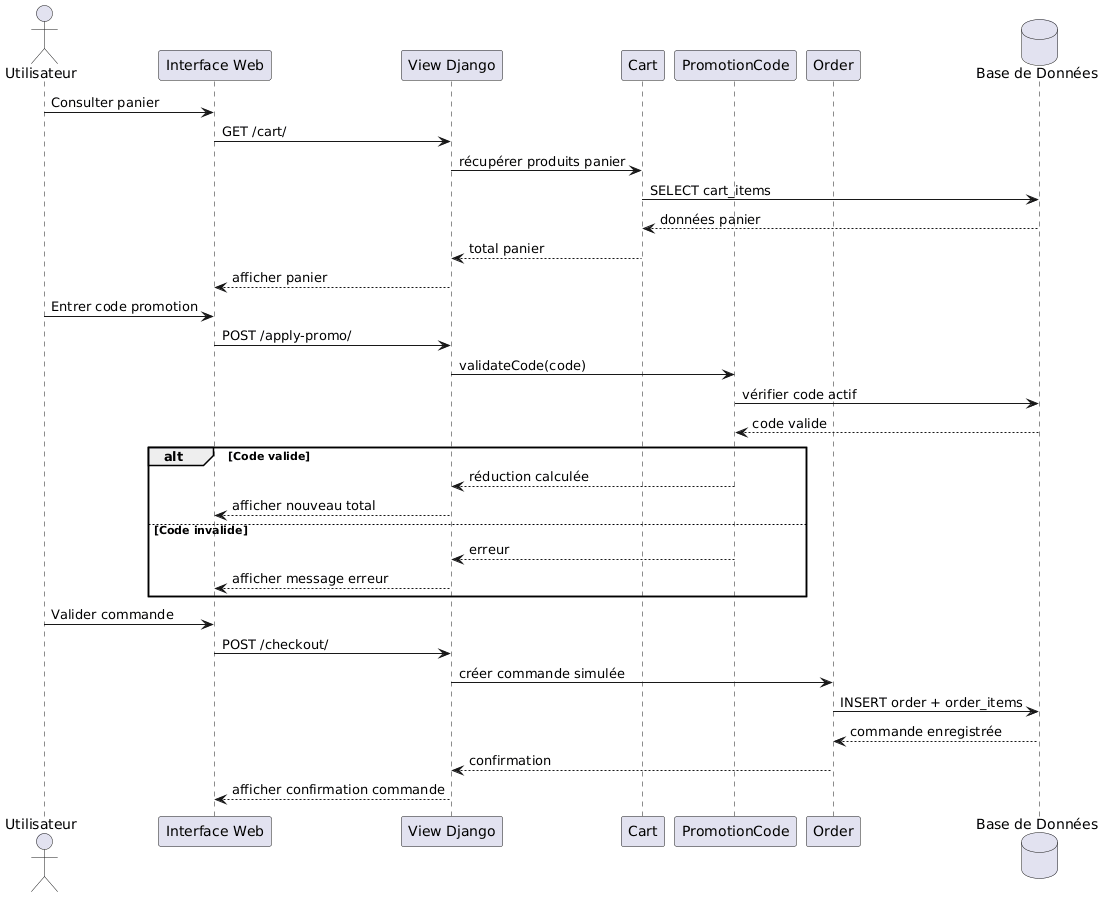 Utilisateur
Interface Web
View Django
Cart
PromotionCode
Order
Base de Données
Consulter panier
GET /cart/
récupérer produits panier
SELECT cart_items
données panier
total panier
afficher panier
Entrer code promotion
POST /apply-promo/
validateCode(code)
vérifier code actif
code valide
alt
[Code valide]
réduction calculée
afficher nouveau total
[Code invalide]
erreur
afficher message erreur
Valider commande
POST /checkout/
créer commande simulée
INSERT order + order_items
commande enregistrée
confirmation
afficher confirmation commande
Utilisateur
Interface Web
View Django
Cart
PromotionCode
Order
Base de Données